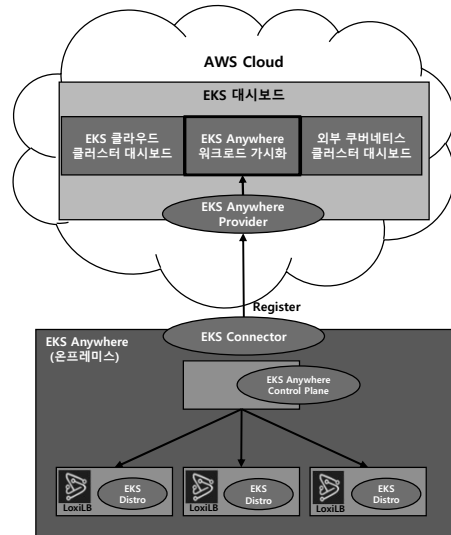 AWS Cloud
EKS 대시보드
EKS 클라우드
클러스터 대시보드
EKS Anywhere
워크로드 가시화
외부 쿠버네티스
클러스터 대시보드
EKS Anywhere
Provider
Register
EKS Connector
EKS Anywhere
(온프레미스)
EKS Anywhere
Control Plane
LoxiLB
EKS
Distro
LoxiLB
EKS
Distro
LoxiLB
EKS
Distro